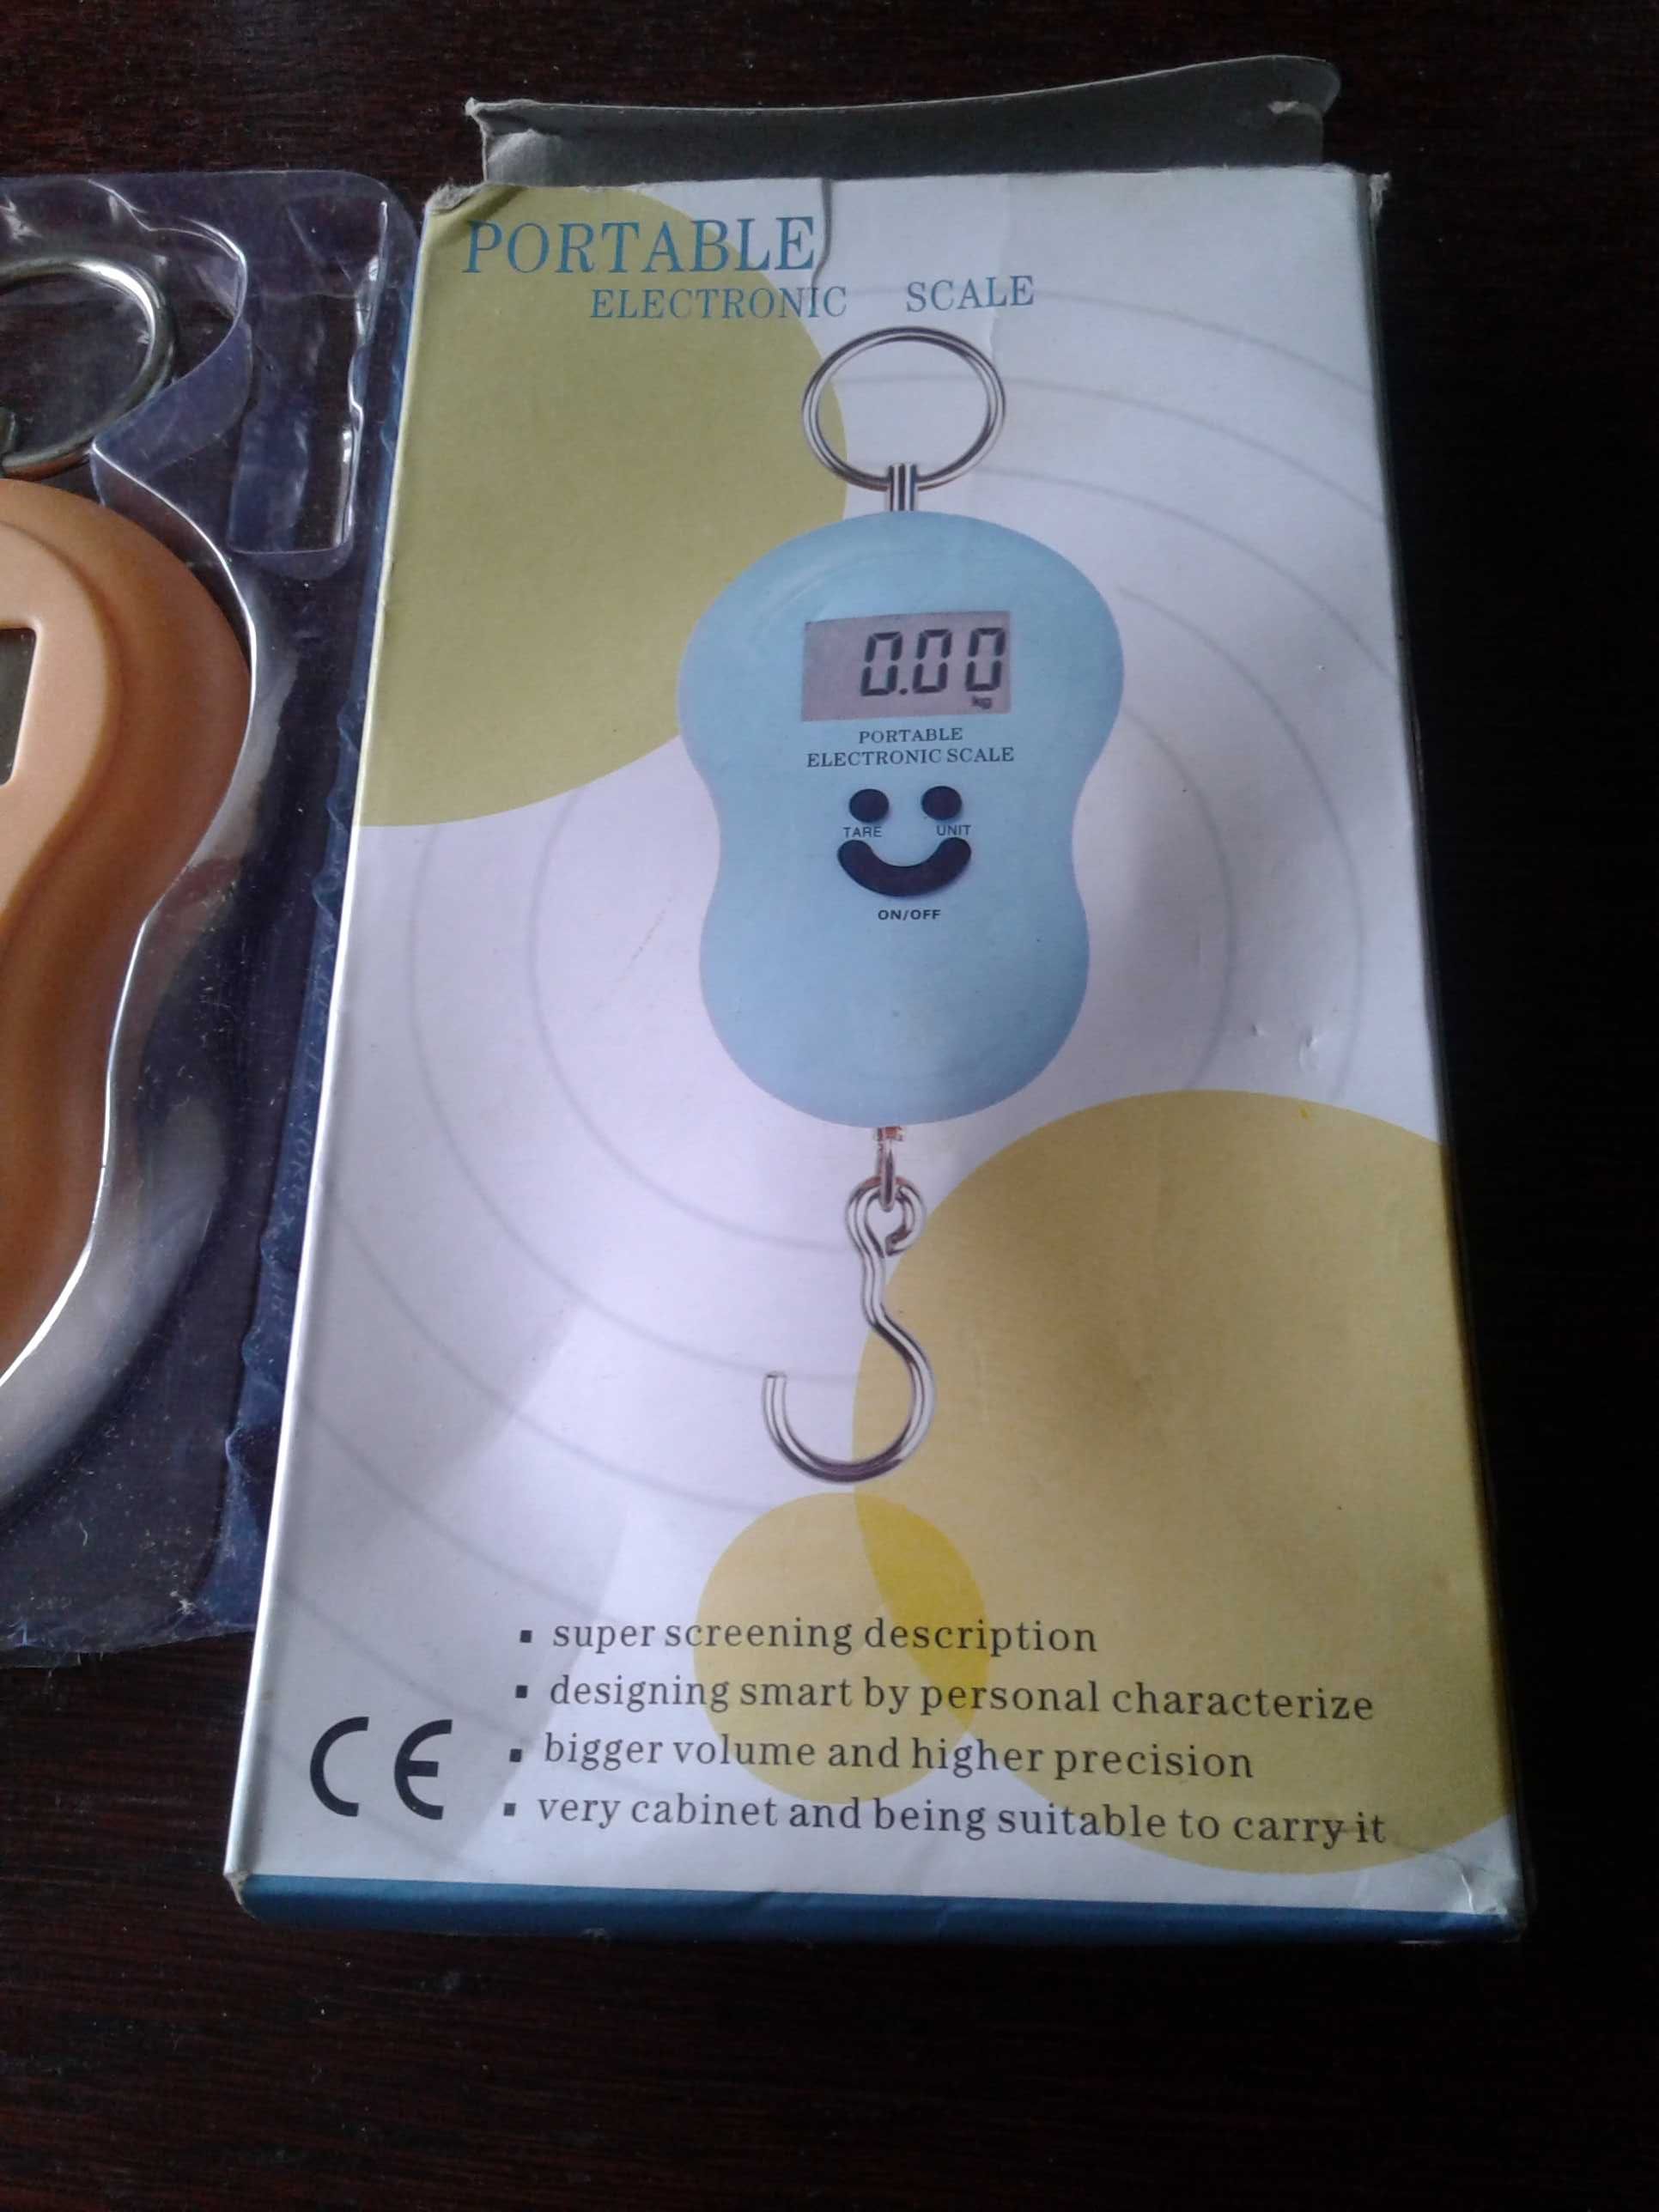 PORTABLE
ELECTRONIC SCALE
0.00
kg
PORTABLE
ELECTRONIC SCALE
TARE UNIT
ON/OFF
▪ super screening description
▪ designing smart by personal characterize
▪ bigger volume and higher precision
▪ very cabinet and being suitable to carry it
CE